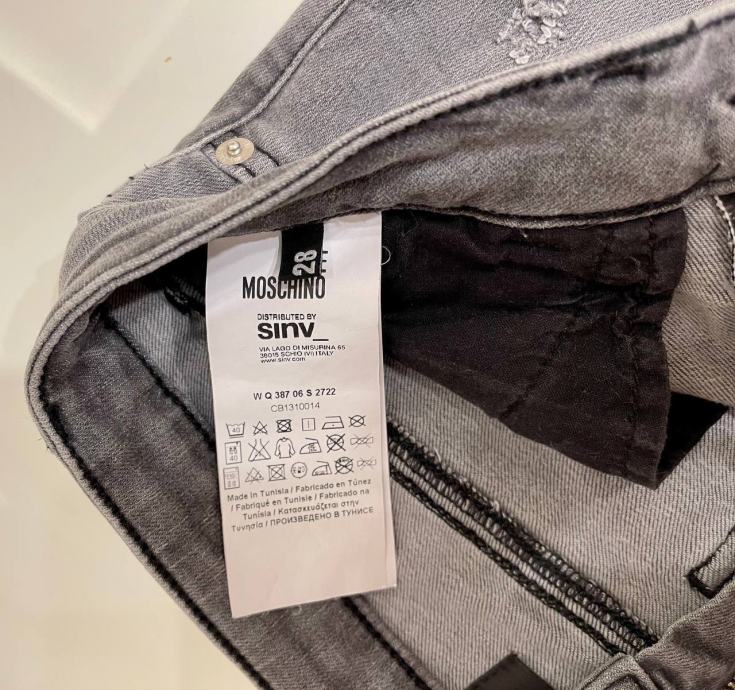 28
MOSCHINO
DISTRIBUTED BY
sinv_
VIA LAGO DI MISURINA 65
36015 SCHIO (VI) ITALY
www.sinv.com
W Q 387 06 S 2722
CB1310014
40
40
Made in Tunisia / Fabricado en Túnez
/ Fabriqué en Tunisie / Fabricado na
Tunísia / Κατασκευάζεται στην
Τυνησία / ПРОИЗВЕДЕНО В ТУНИСЕ